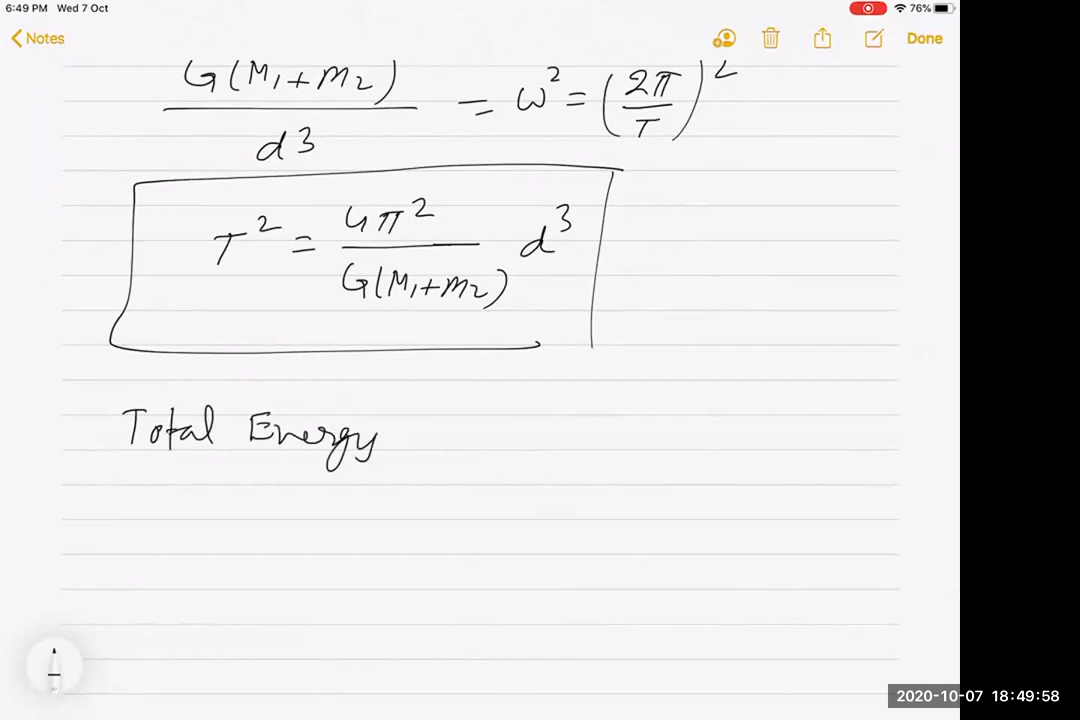 6:49 PM Wed 7 Oct 76%
Notes Done
G(M₁+m₂)/d³ = ω² = (2π/T)²
T² = 4π²/G(M₁+m₂) d³
Total Energy
2020-10-07 18:49:58